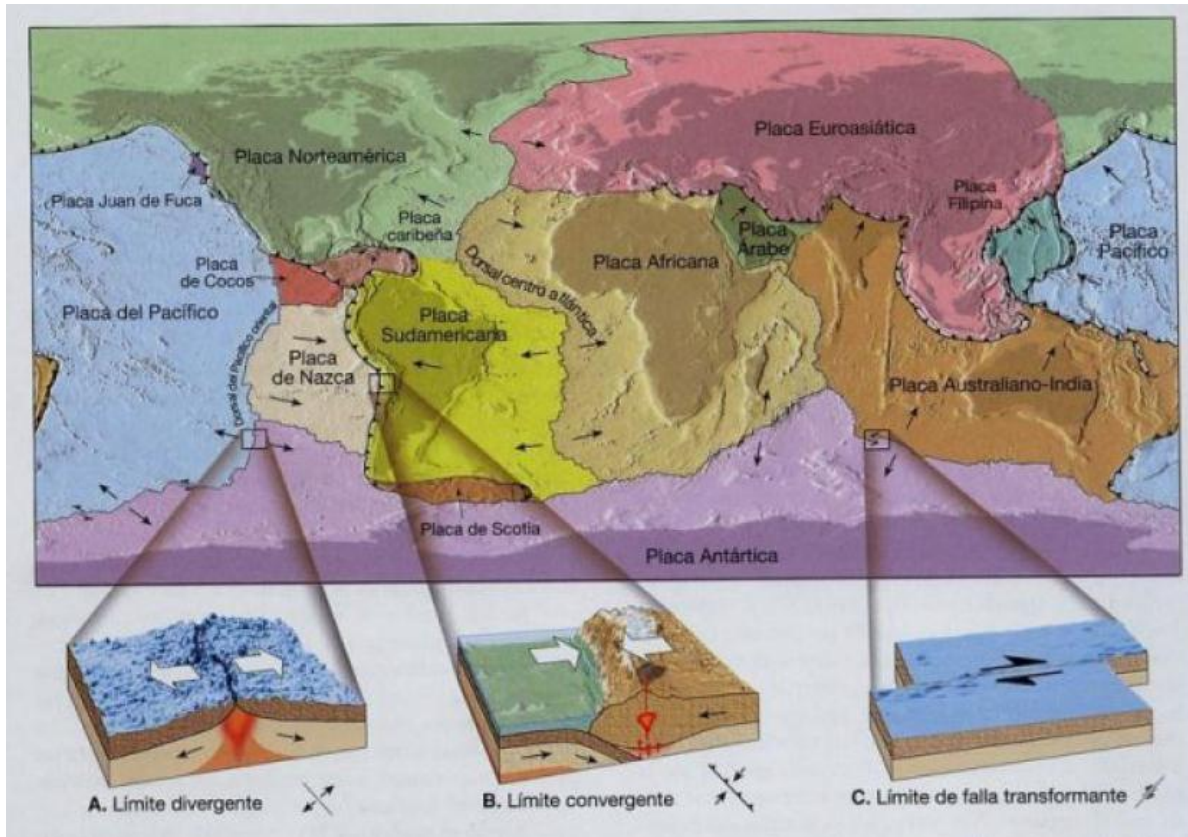 Placa Euroasiática
Placa Norteamérica
Placa Juan de Fuca
Placa
Filipina
Placa
caribeña
Placa
Árabe
Placa
Pacífico
Placa
de Cocos
Placa Africana
Dorsal centro atlántica
Placa del Pacífico
Dorsal del Pacífico oriental
Placa
Sudamericana
Placa
de Nazca
Placa Australiano-India
Placa de Scotia
Placa Antártica
A. Límite divergente
B. Límite convergente
C. Límite de falla transformante